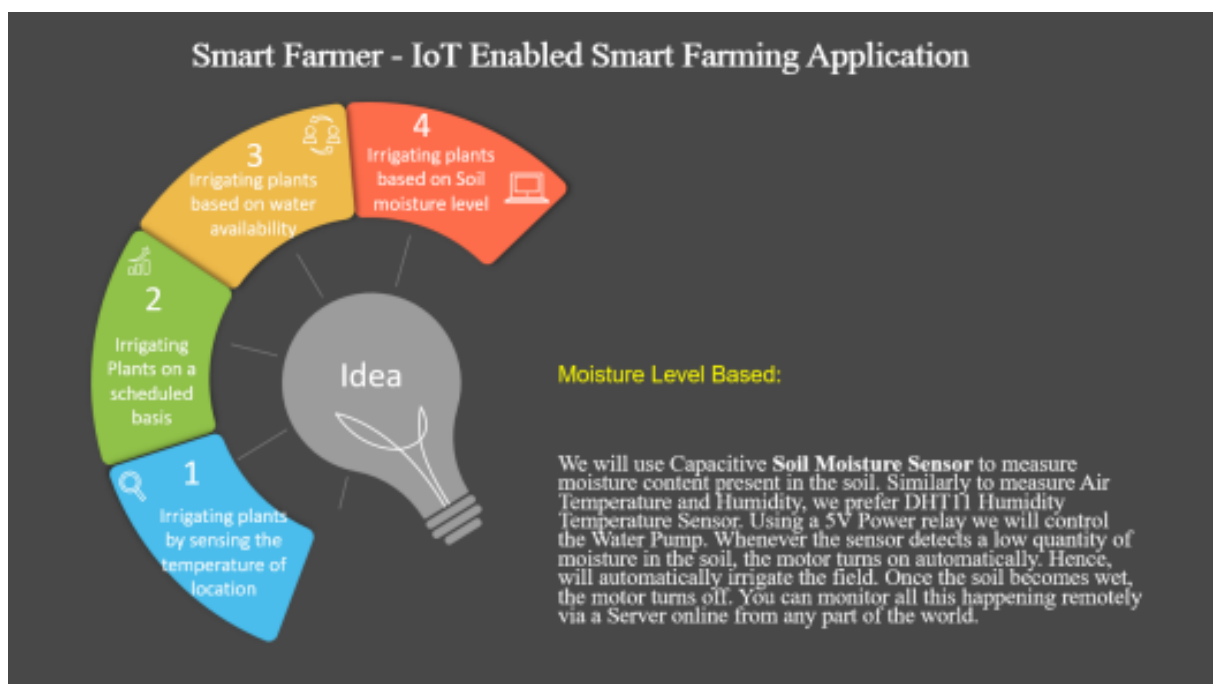 Smart Farmer - IoT Enabled Smart Farming Application
4
Irrigating plants
based on Soil
moisture level
3
Irrigating plants
based on water
availability
2
Irrigating
Plants on a
scheduled
basis
1
Irrigating plants
by sensing the
temperature of
location
Idea
Moisture Level Based:
We will use Capacitive Soil Moisture Sensor to measure
moisture content present in the soil. Similarly to measure Air
Temperature and Humidity, we prefer DHT11 Humidity
Temperature Sensor. Using a 5V Power relay we will control
the Water Pump. Whenever the sensor detects a low quantity of
moisture in the soil, the motor turns on automatically. Hence,
will automatically irrigate the field. Once the soil becomes wet,
the motor turns off. You can monitor all this happening remotely
via a Server online from any part of the world.